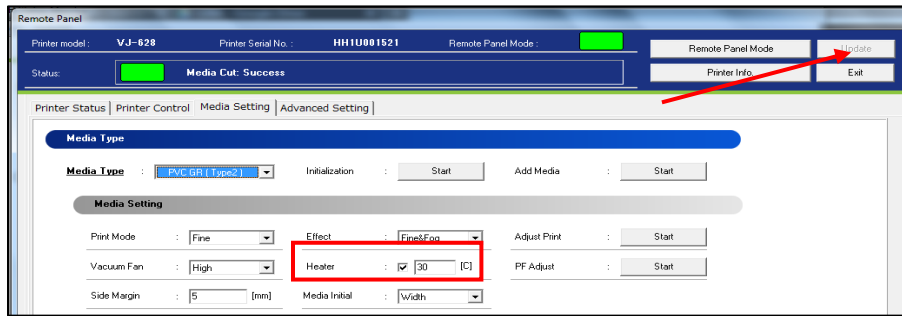 Remote Panel
Printer model : VJ-628 Printer Serial No. : HH1U001521 Remote Panel Mode : Remote Panel Mode Update
Status: Media Cut: Success Printer Info. Exit
Printer Status Printer Control Media Setting Advanced Setting
Media Type
Media Type : PVC GR ( Type2 ) Initialization : Start Add Media : Start
Media Setting
Print Mode : Fine Effect : Fine&Fog Adjust Print : Start
Vacuum Fan : High Heater : 30 [C] PF Adjust : Start
Side Margin : 5 [mm] Media Initial : Width